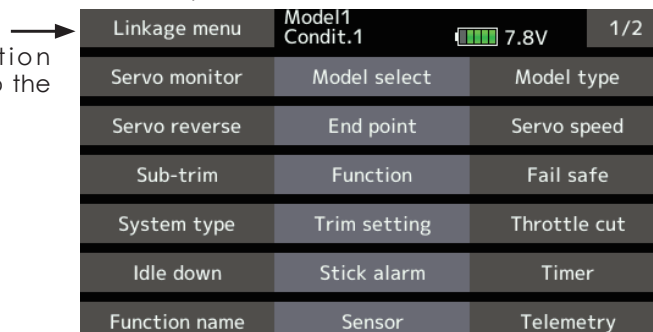 Linkage menu Model1 Condit.1 7.8V 1/2
tion
the
Servo monitor Model select Model type
Servo reverse End point Servo speed
Sub-trim Function Fail safe
System type Trim setting Throttle cut
Idle down Stick alarm Timer
Function name Sensor Telemetry